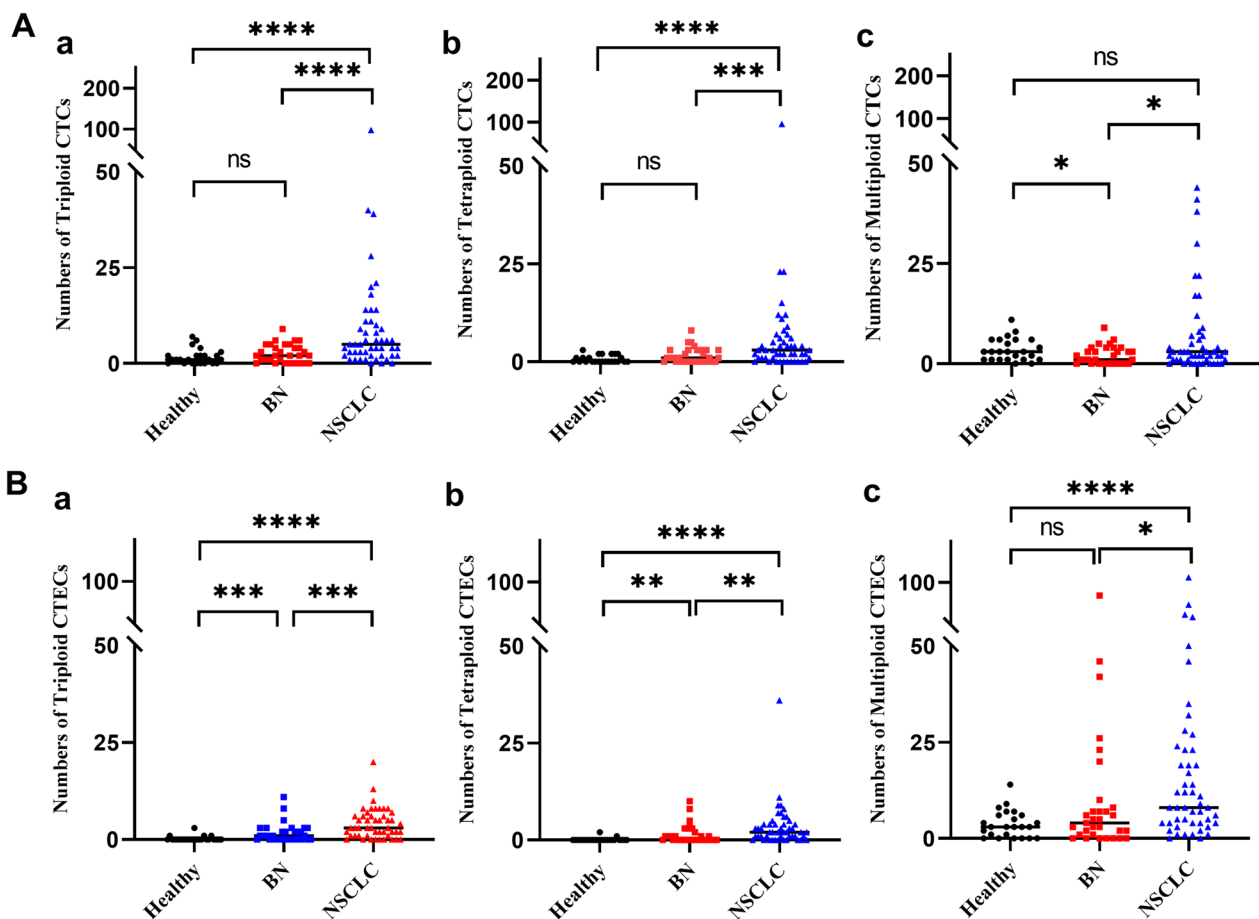 A
a
****
****
ns
Numbers of Triploid CTCs
200
100
50
25
0
Healthy
BN
NSCLC
b
****
***
ns
Numbers of Tetraploid CTCs
200
100
50
25
0
Healthy
BN
NSCLC
c
ns
*
*
Numbers of Multiploid CTCs
200
100
50
25
0
Healthy
BN
NSCLC
B
a
****
***
***
Numbers of Triploid CTECs
100
50
25
0
Healthy
BN
NSCLC
b
****
**
**
Numbers of Tetraploid CTECs
100
50
25
0
Healthy
BN
NSCLC
c
****
ns
*
Numbers of Multiploid CTECs
100
50
25
0
Healthy
BN
NSCLC